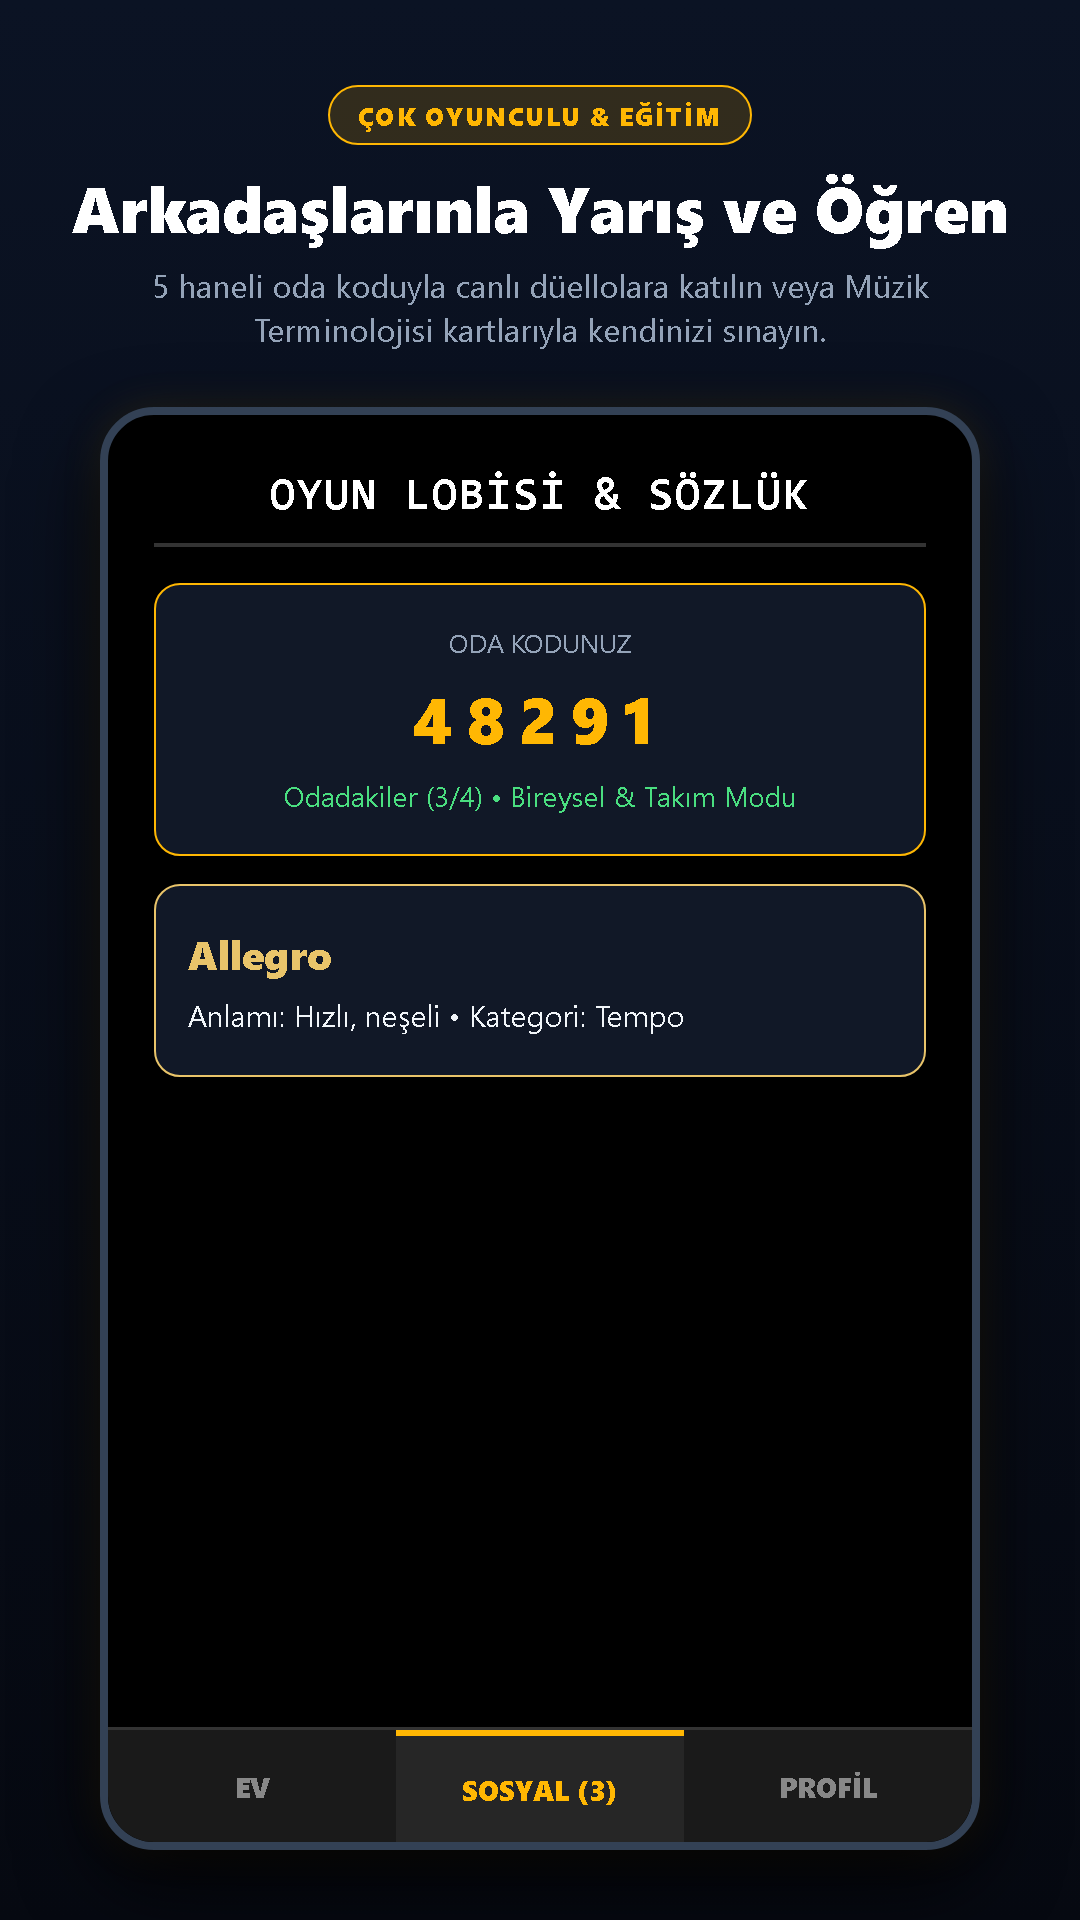 ÇOK OYUNCULU & EĞİTİM
Arkadaşlarınla Yarış ve Öğren
5 haneli oda koduyla canlı düellolara katılın veya Müzik
Terminolojisi kartlarıyla kendinizi sınayın.
OYUN LOBİSİ & SÖZLÜK
ODA KODUNUZ
48291
Odadakiler (3/4) • Bireysel & Takım Modu
Allegro
Anlamı: Hızlı, neşeli • Kategori: Tempo
EV
SOSYAL (3)
PROFİL